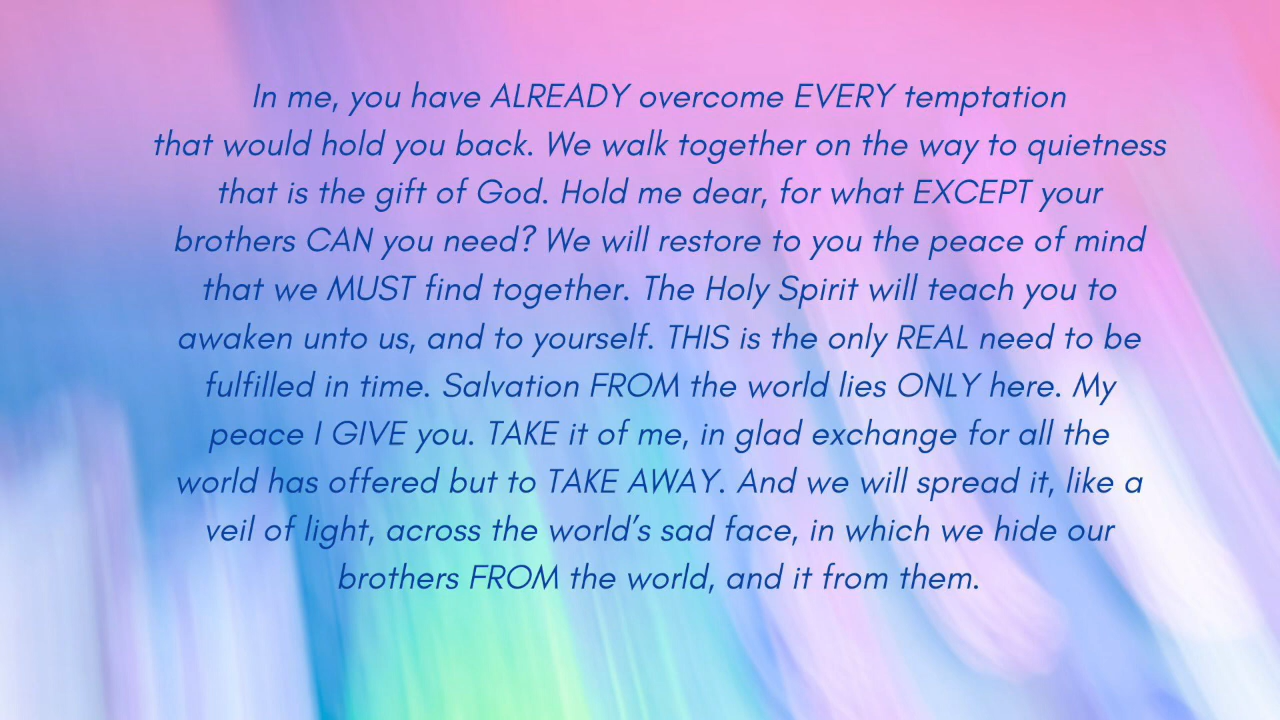 In me, you have ALREADY overcome EVERY temptation
that would hold you back. We walk together on the way to quietness
that is the gift of God. Hold me dear, for what EXCEPT your
brothers CAN you need? We will restore to you the peace of mind
that we MUST find together. The Holy Spirit will teach you to
awaken unto us, and to yourself. THIS is the only REAL need to be
fulfilled in time. Salvation FROM the world lies ONLY here. My
peace I GIVE you. TAKE it of me, in glad exchange for all the
world has offered but to TAKE AWAY. And we will spread it, like a
veil of light, across the world’s sad face, in which we hide our
brothers FROM the world, and it from them.